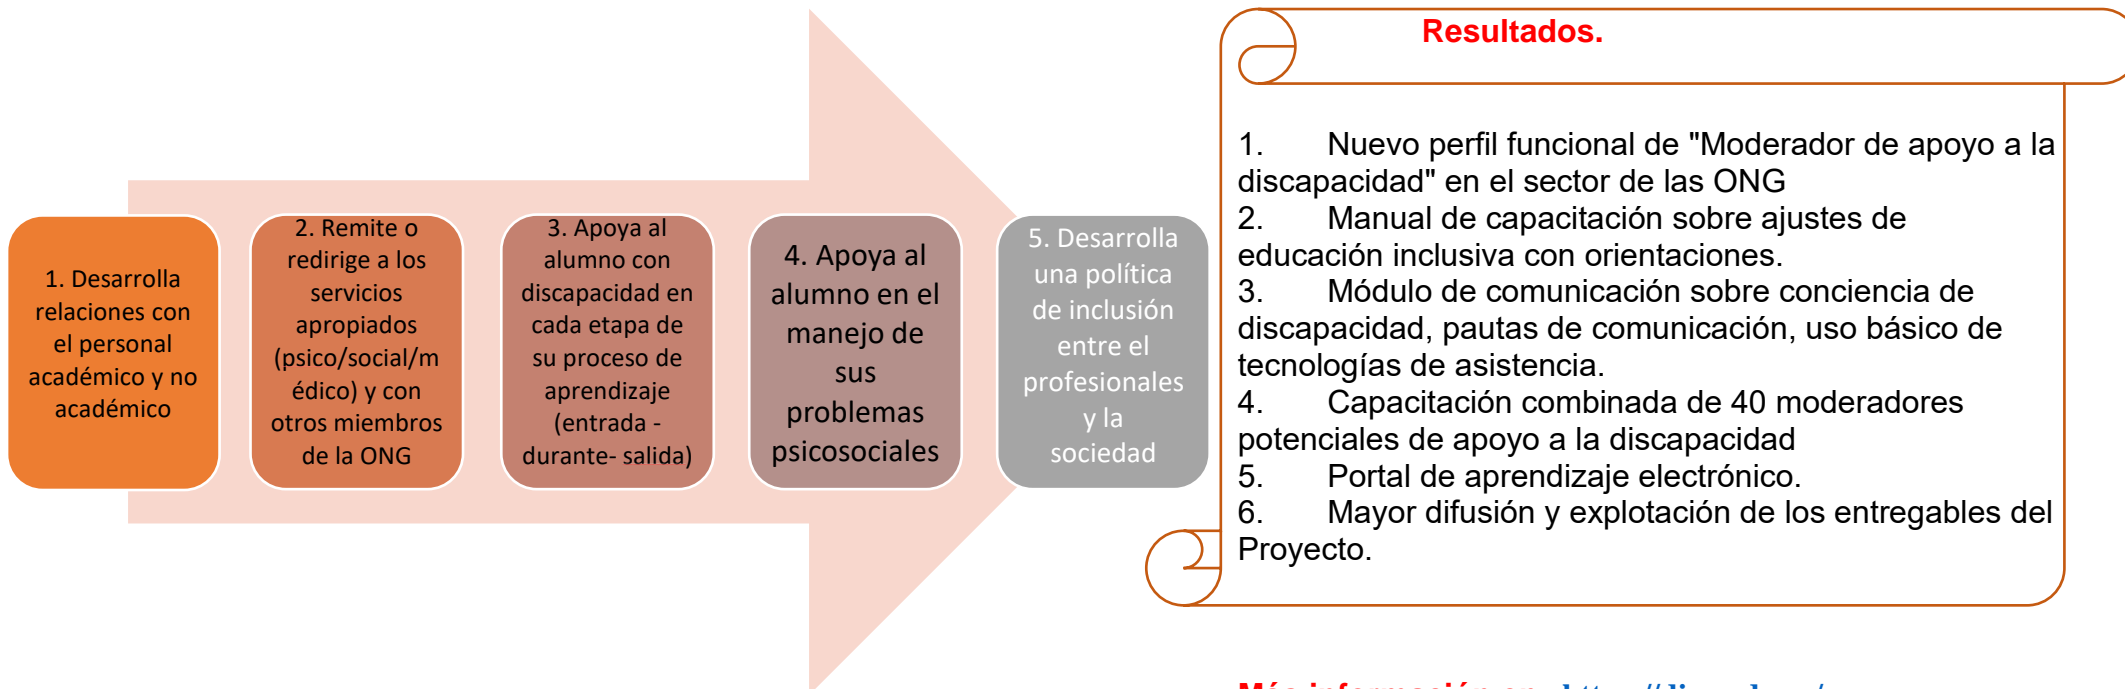 1. Desarrolla
relaciones con
el personal
académico y no
académico
2. Remite o
redirige a los
servicios
apropiados
(psico/social/m
édico) y con
otros miembros
de la ONG
3. Apoya al
alumno con
discapacidad en
cada etapa de
su proceso de
aprendizaje
(entrada -
durante- salida)
4. Apoya al
alumno en el
manejo de
sus
problemas
psicosociales
5. Desarrolla
una política
de inclusión
entre el
profesionales
y la
sociedad
Resultados.
1. Nuevo perfil funcional de "Moderador de apoyo a la
discapacidad" en el sector de las ONG
2. Manual de capacitación sobre ajustes de
educación inclusiva con orientaciones.
3. Módulo de comunicación sobre conciencia de
discapacidad, pautas de comunicación, uso básico de
tecnologías de asistencia.
4. Capacitación combinada de 40 moderadores
potenciales de apoyo a la discapacidad
5. Portal de aprendizaje electrónico.
6. Mayor difusión y explotación de los entregables del
Proyecto.
Más información en